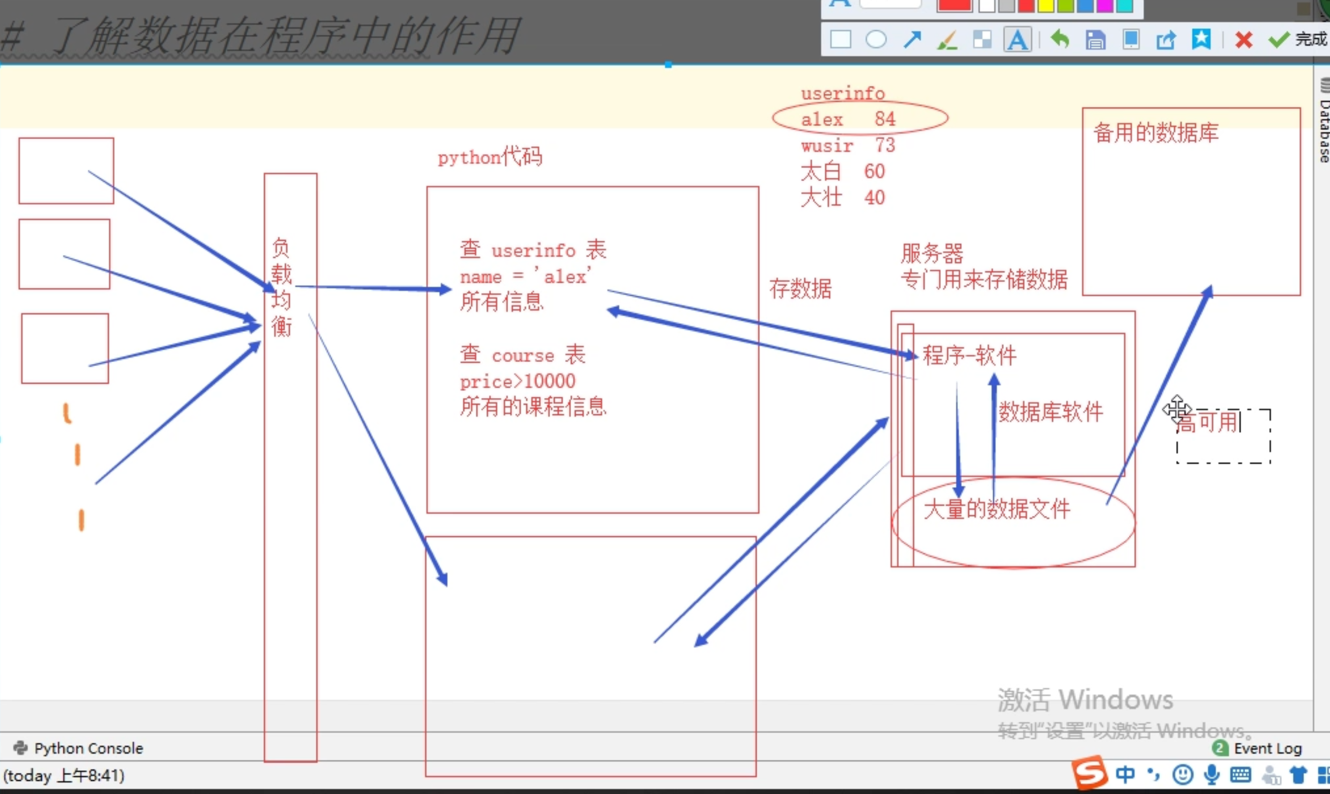 # 了解数据在程序中的作用
完成
Database
userinfo
alex 84
wusir 73
太白 60
大壮 40
备用的数据库
python代码
负载均衡
查 userinfo 表
name = 'alex'
所有信息
查 course 表
price>10000
所有的课程信息
存数据
服务器
专门用来存储数据
程序-软件
数据库软件
大量的数据文件
高可用
激活 Windows
转到“设置”以激活 Windows。
Python Console
2 Event Log
(today 上午8:41)
中